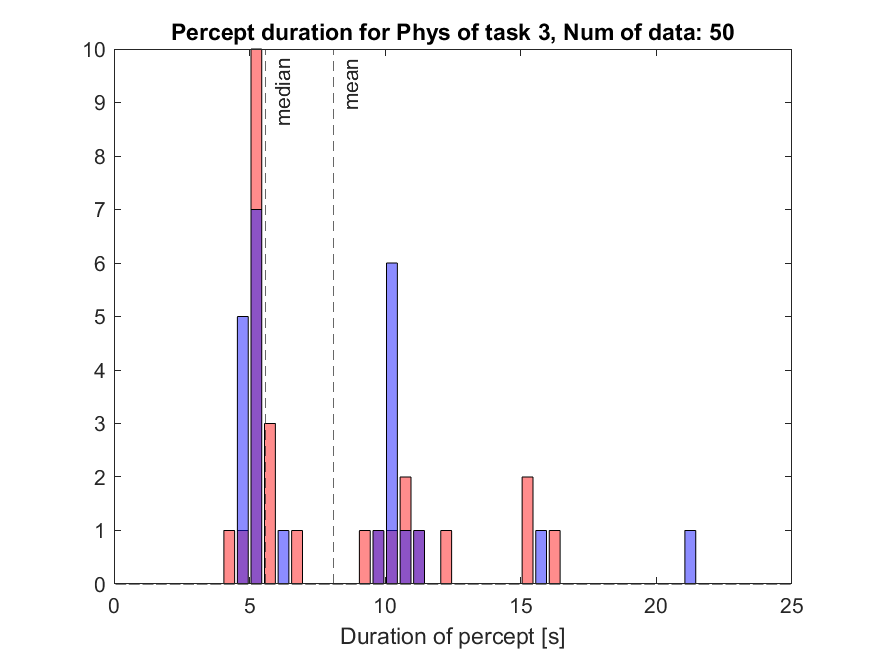 Percept duration for Phys of task 3, Num of data: 50
10
9
8
7
6
5
4
3
2
1
0
median
mean
0 5 10 15 20 25
Duration of percept [s]